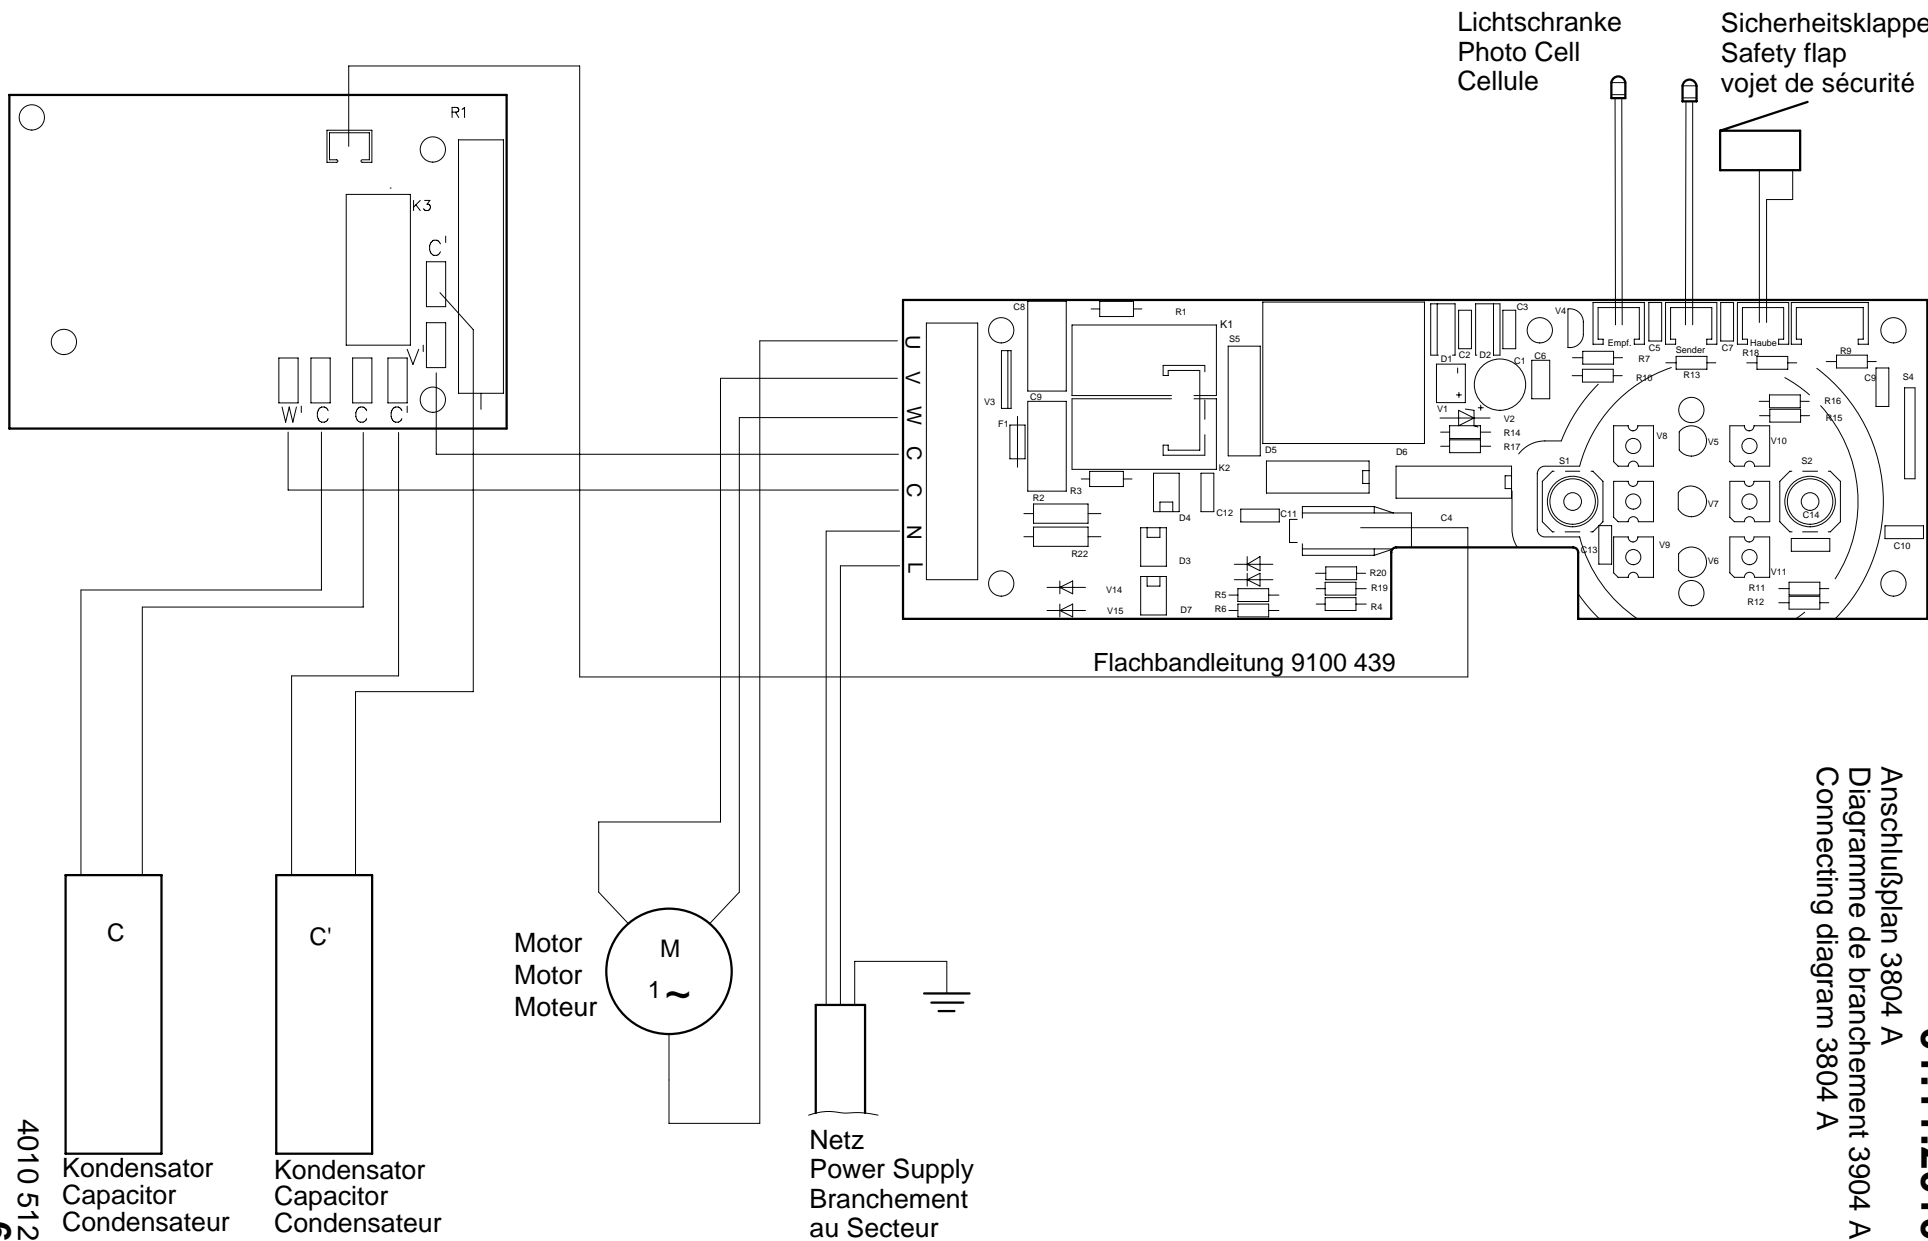 Lichtschranke
Photo Cell
Cellule
Sicherheitsklappe
Safety flap
vojet de sécurité
R1
K3
C'
V'
W'
C
C
C'
U
V
W
C
C
N
L
C8
R1
K1
S5
V3
C9
F1
K2
R3
R2
R22
D4
C12
D3
D7
V14
V15
C11
R5
R6
R20
R19
R4
C4
D5
D6
D1
C2
D2
C3
C1
C6
V1
V2
R14
R17
V4
Empf.
C5
Sender
C7
Haube
R18
R7
R10
R13
R9
C9
S4
R16
R15
V8
V5
V10
S1
S2
V7
C14
C13
V9
V6
V11
C10
R11
R12
Flachbandleitung 9100 439
Anschlußplan 3804 A
Diagramme de branchement 3904 A
Connecting diagram 3804 A
C
C'
Motor
Motor
Moteur
M
1~
Netz
Power Supply
Branchement
au Secteur
Kondensator
Capacitor
Condensateur
Kondensator
Capacitor
Condensateur
4010 512